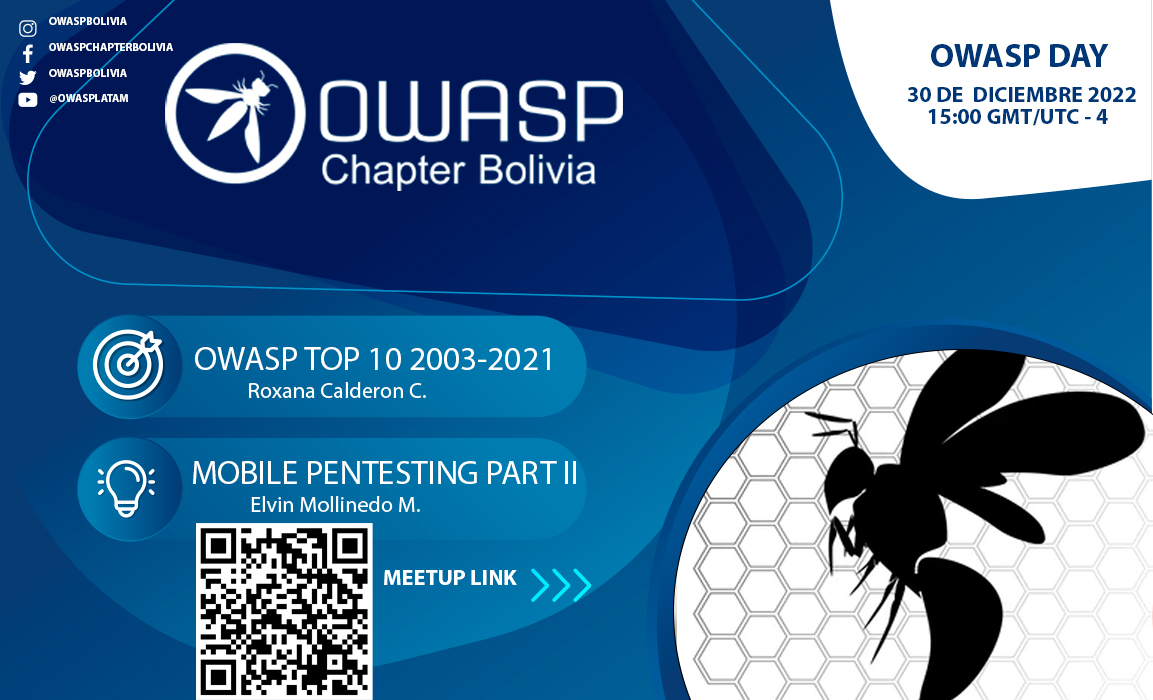 OWASPBOLIVIA
OWASPCHAPTERBOLIVIA
OWASPBOLIVIA
@OWASPLATAM
OWASP
Chapter Bolivia
OWASP DAY
30 DE DICIEMBRE 2022
15:00 GMT/UTC - 4
OWASP TOP 10 2003-2021
Roxana Calderon C.
MOBILE PENTESTING PART II
Elvin Mollinedo M.
MEETUP LINK